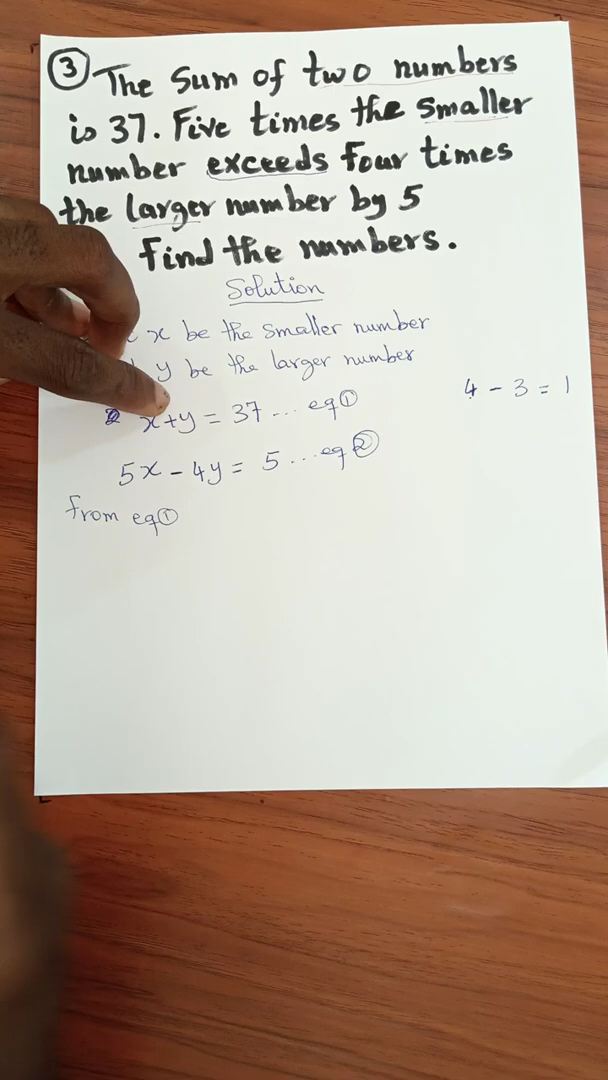 ③ The Sum of two numbers
is 37. Five times the smaller
number exceeds four times
the larger number by 5
Find the numbers.
Solution
x be the smaller number
y be the larger number
x+y = 37 ... eq①
4 - 3 = 1
5x - 4y = 5 ... eq②
from eq①